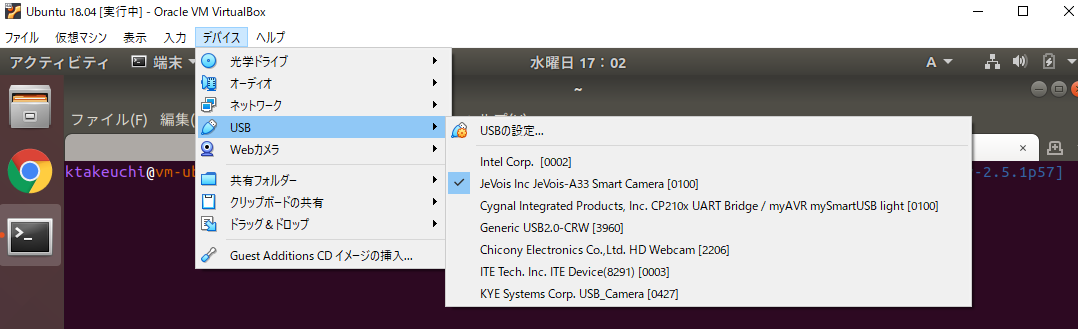 Ubuntu 18.04 [実行中] - Oracle VM VirtualBox
ファイル 仮想マシン 表示 入力 デバイス ヘルプ
アクティビティ 端末 水曜日 17:02 A
光学ドライブ
オーディオ
ネットワーク
USB
Webカメラ
共有フォルダー
クリップボードの共有
ドラッグ&ドロップ
Guest Additions CD イメージの挿入...
~
ファイル(F) 編集(
USBの設定...
Intel Corp. [0002]
JeVois Inc JeVois-A33 Smart Camera [0100]
Cygnal Integrated Products, Inc. CP210x UART Bridge / myAVR mySmartUSB light [0100]
Generic USB2.0-CRW [3960]
Chicony Electronics Co.,Ltd. HD Webcam [2206]
ITE Tech. Inc. ITE Device(8291) [0003]
KYE Systems Corp. USB_Camera [0427]
ktakeuchi@vm-ub
-2.5.1p57]